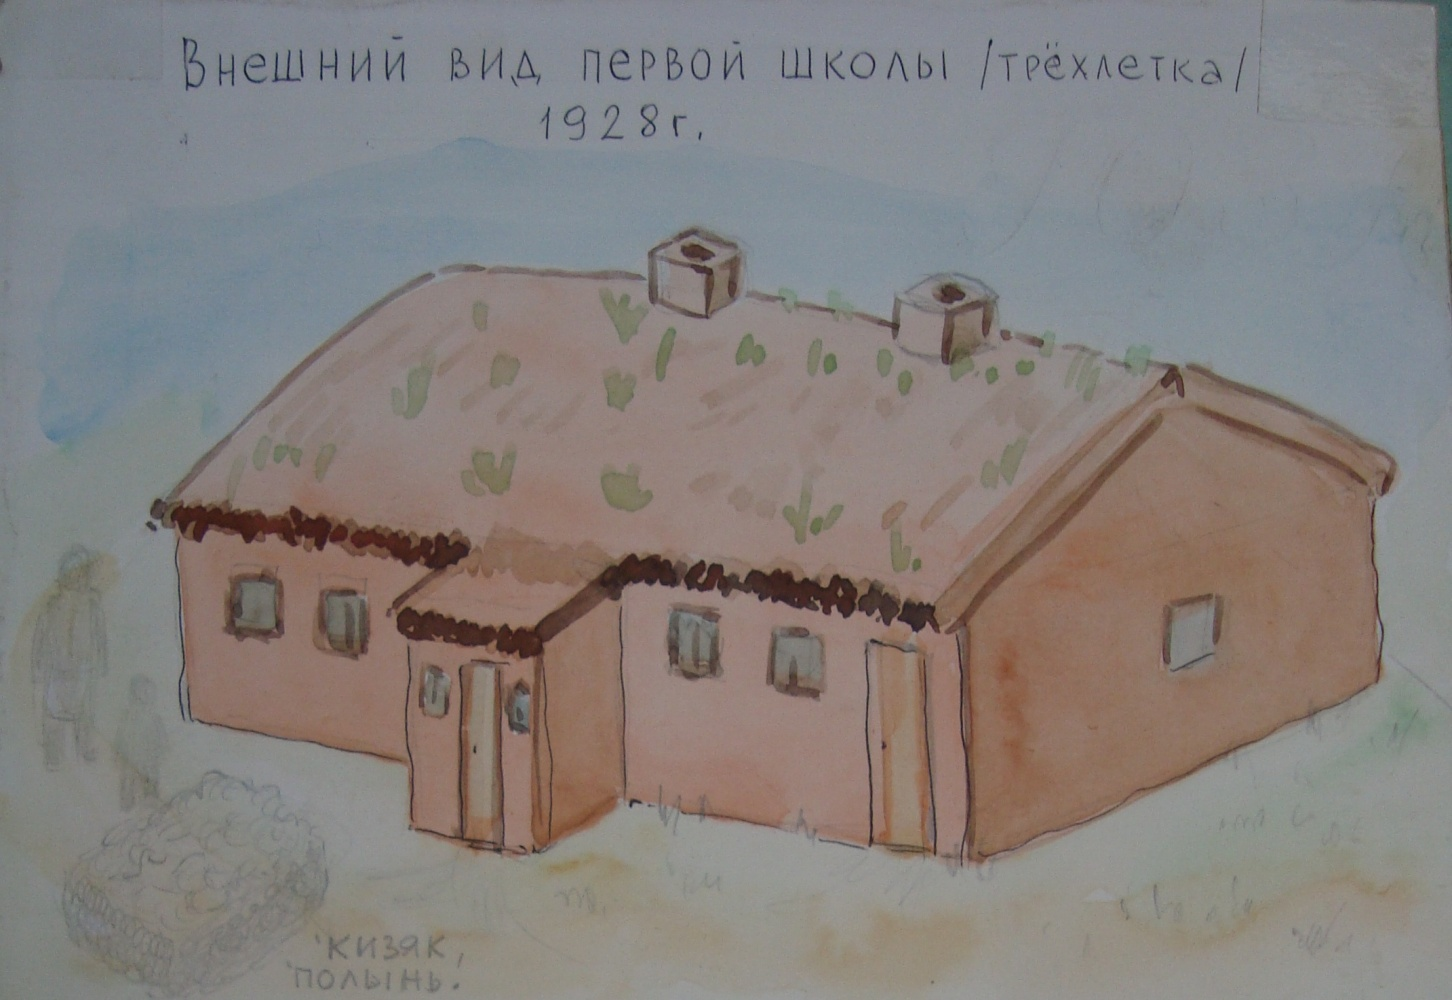 Внешний вид первой школы /трёхлетка/
1928г.
"Кизяк,
"полынь.